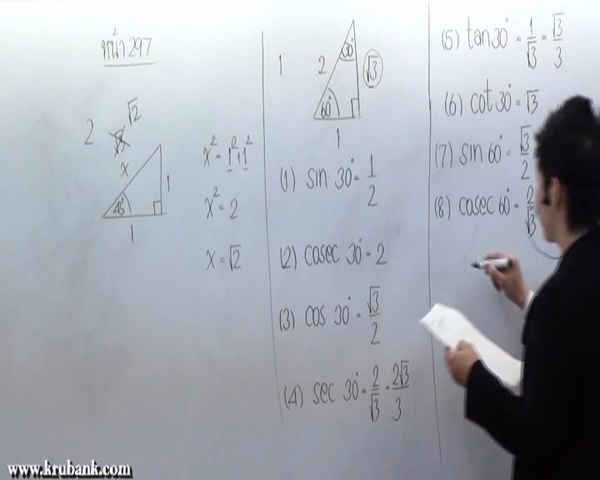 หน้า 297
2
√2
x
1
45°
1
x² = 1² + 1²
x² = 2
x = √2
1
2
30°
√3
60°
1
(1) sin 30° = 1/2
(2) cosec 30° = 2
(3) cos 30° = √3/2
(4) sec 30° = 2/√3 = 2√3/3
(5) tan 30° = 1/√3 = √3/3
(6) cot 30° = √3
(7) sin 60° = √3/2
(8) cosec 60° = 2/√3
www.krubank.com